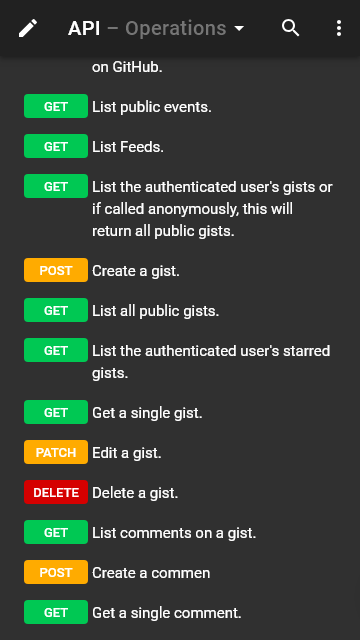 API – Operations
on GitHub.
GET List public events.
GET List Feeds.
GET List the authenticated user's gists or
if called anonymously, this will
return all public gists.
POST Create a gist.
GET List all public gists.
GET List the authenticated user's starred
gists.
GET Get a single gist.
PATCH Edit a gist.
DELETE Delete a gist.
GET List comments on a gist.
POST Create a commen
GET Get a single comment.